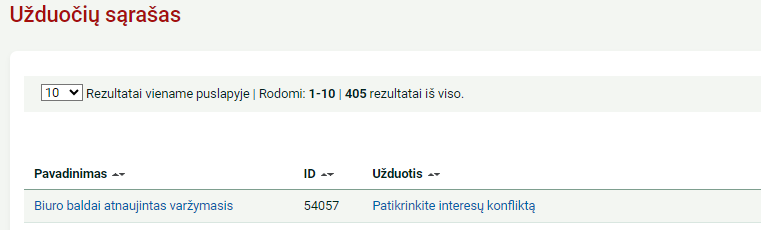 Užduočių sąrašas
10 Rezultatai viename puslapyje | Rodomi: 1-10 | 405 rezultatai iš viso.
Pavadinimas ID Užduotis
Biuro baldai atnaujintas varžymasis 54057 Patikrinkite interesų konfliktą